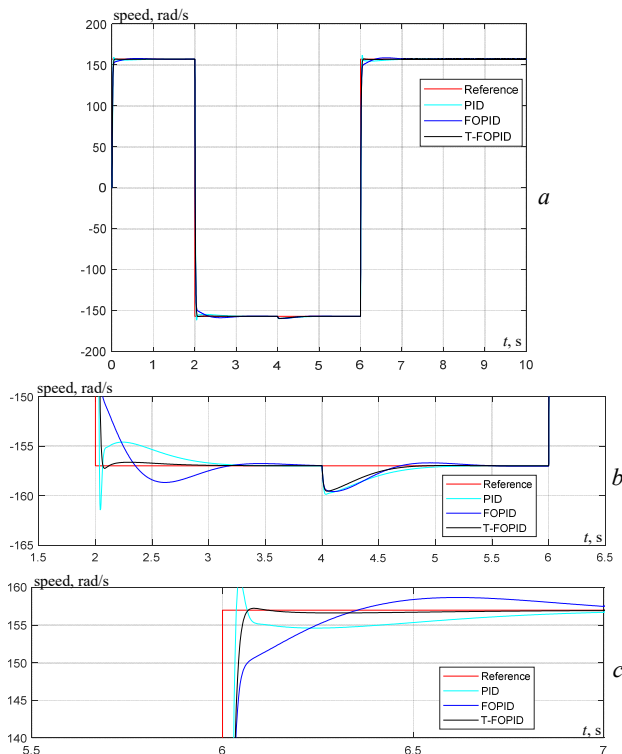 speed, rad/s
200
150
100
50
0
-50
-100
-150
-200
Reference
PID
FOPID
T-FOPID
a
t, s
0 1 2 3 4 5 6 7 8 9 10
speed, rad/s
-150
-155
-160
-165
Reference
PID
FOPID
T-FOPID
b
t, s
1.5 2 2.5 3 3.5 4 4.5 5 5.5 6 6.5
speed, rad/s
160
155
150
145
140
Reference
PID
FOPID
T-FOPID
c
t, s
5.5 6 6.5 7